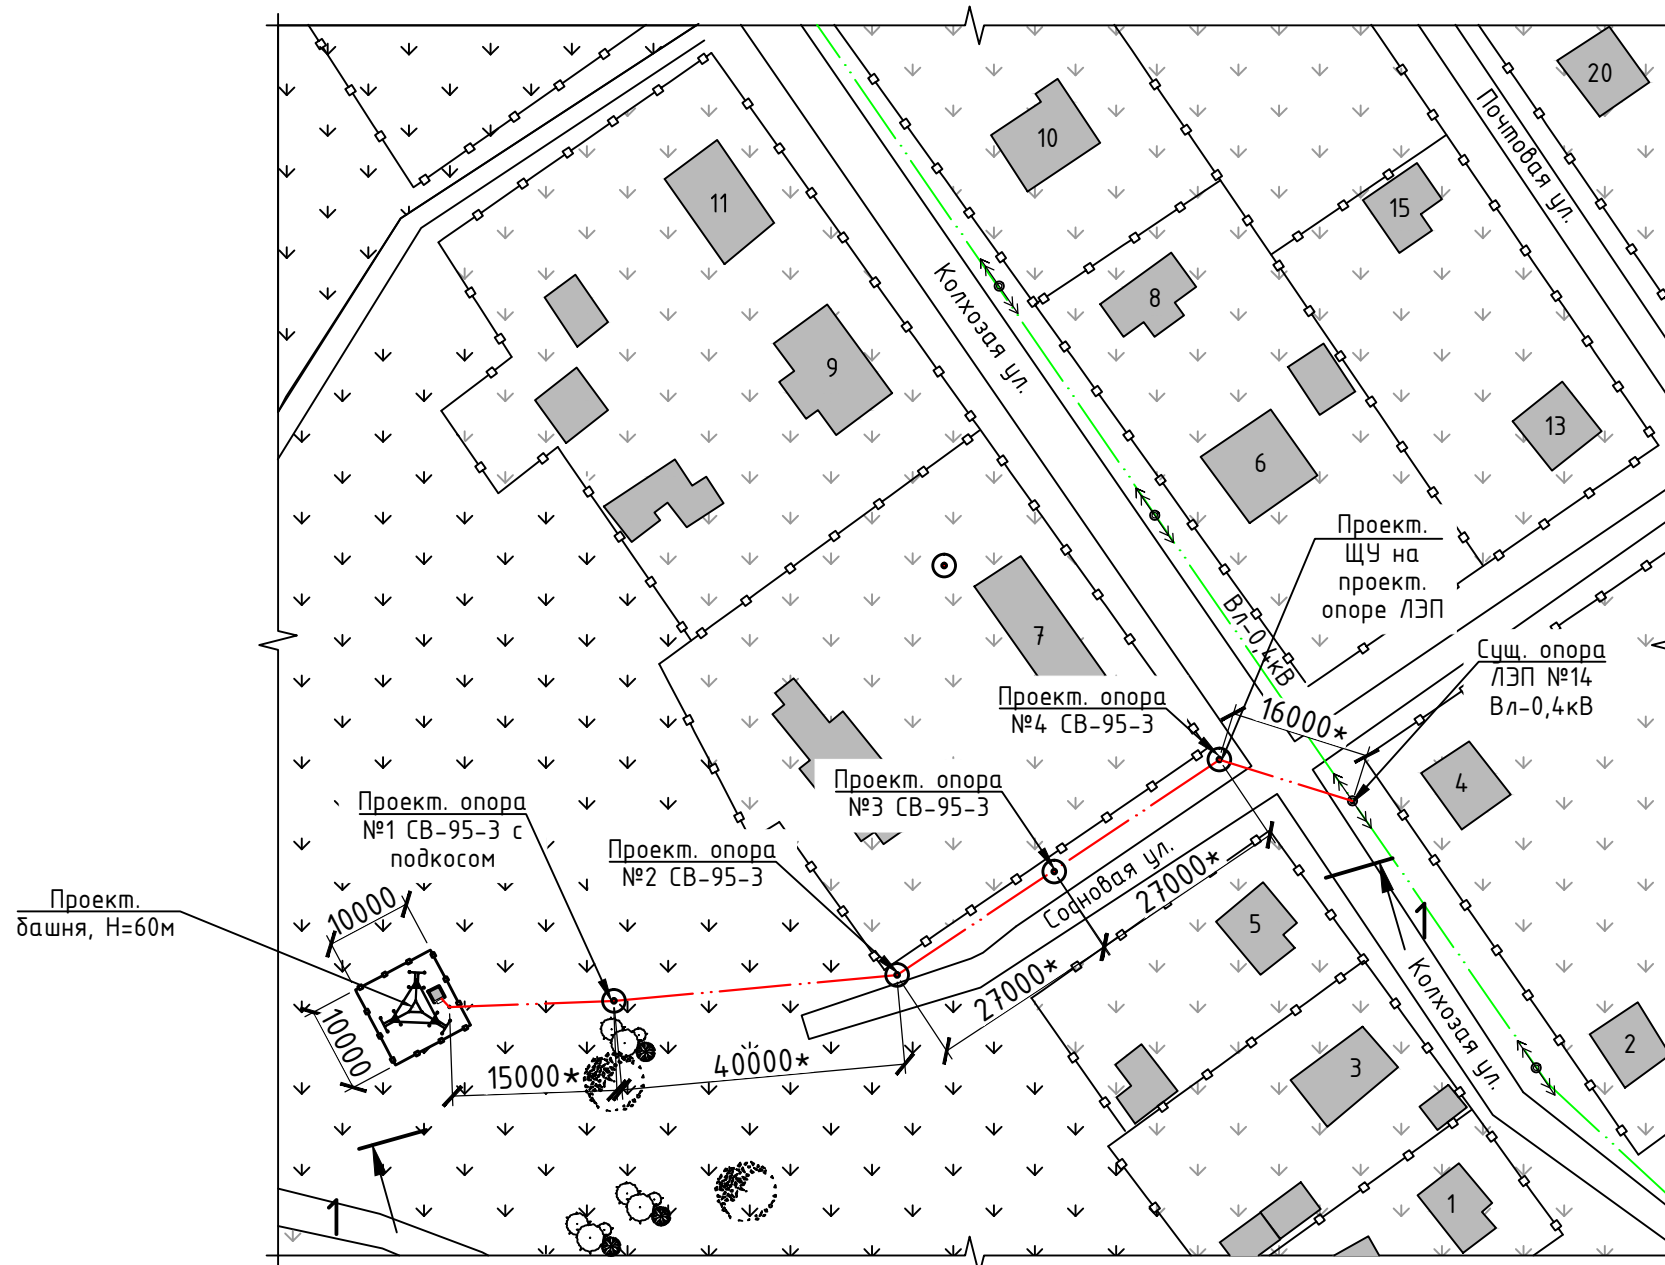 20
Почтовая ул.
10
15
11
Колхозая ул.
8
9
13
6
Проект.
ЩУ на
проект.
опоре ЛЭП
7
Вл-0,4кВ
Сущ. опора
ЛЭП №14
Вл-0,4кВ
Проект. опора
№4 СВ-95-3
16000*
4
Проект. опора
№3 СВ-95-3
Проект. опора
№1 СВ-95-3 с
подкосом
Проект. опора
№2 СВ-95-3
Сосновая ул.
27000*
27000*
5
1
Проект.
башня, Н=60м
10000
10000
Колхозая ул.
2
3
15000*
40000*
1
1